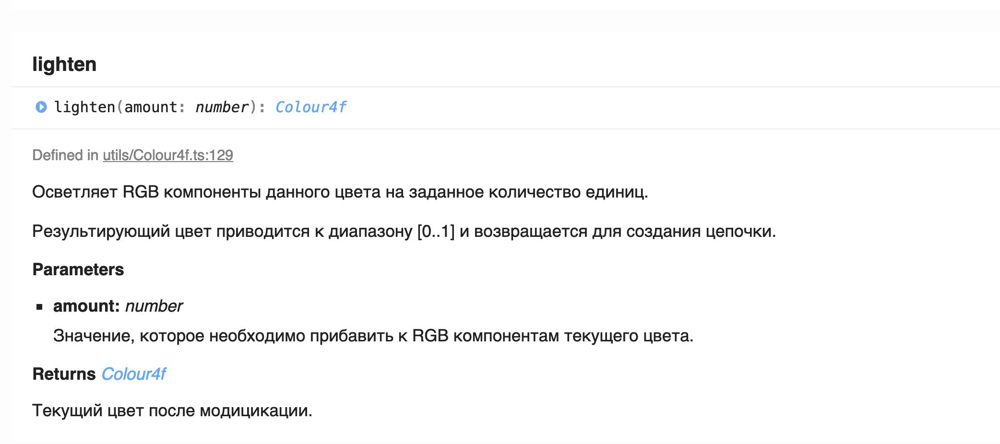 lighten
lighten(amount: number): Colour4f
Defined in utils/Colour4f.ts:129
Осветляет RGB компоненты данного цвета на заданное количество единиц.
Результирующий цвет приводится к диапазону [0..1] и возвращается для создания цепочки.
Parameters
▪ amount: number
Значение, которое необходимо прибавить к RGB компонентам текущего цвета.
Returns Colour4f
Текущий цвет после модицикации.